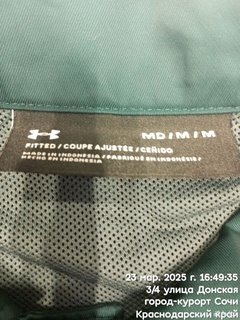 MD / M / M
FITTED / COUPE AJUSTÉE / CEÑIDO
MADE IN INDONESIA / FABRIQUÉ EN INDONÉSIE /
HECHO EN INDONESIA
23 мар. 2025 г. 16:49:35
3/4 улица Донская
город-курорт Сочи
Краснодарский край